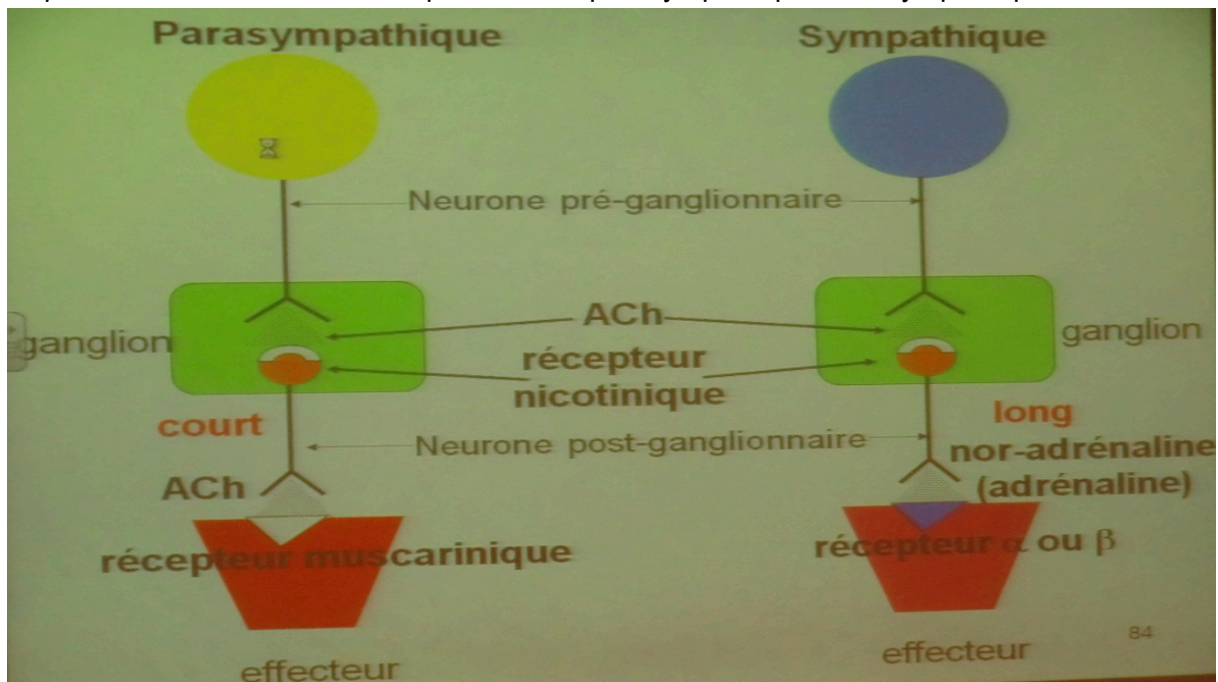 Parasympathique
Sympathique
Neurone pré-ganglionnaire
ganglion
ACh
ganglion
récepteur
nicotinique
court
long
Neurone post-ganglionnaire
nor-adrénaline
(adrénaline)
ACh
récepteur muscarinique
récepteur α ou β
effecteur
effecteur
84